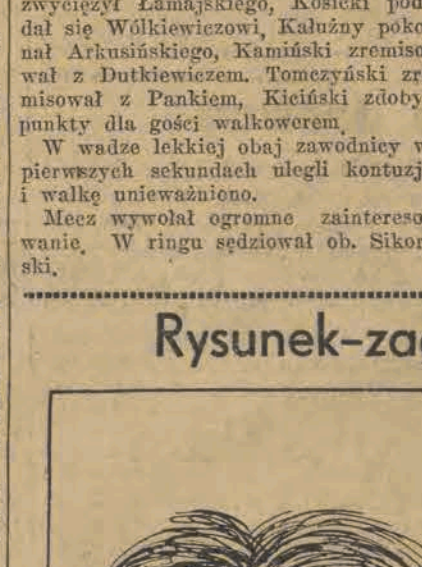 zwyciężył Łamajskiego, Kosicki pod
dał się Wólkiewiczowi, Kałużny poko
nał Arkusińskiego, Kamiński zremiso
wał z Dutkiewiczem. Tomczyński zr
misował z Pankiem, Kiciński zdoby
punkty dla gości walkowerem.
W wadze lekkiej obaj zawodnicy w
pierwszych sekundach ulegli kontuzj
i walkę unieważniono.
Mecz wywołał ogromne zaintereso
wanie. W ringu sędziował ob. Sikor
ski.
Rysunek-zag